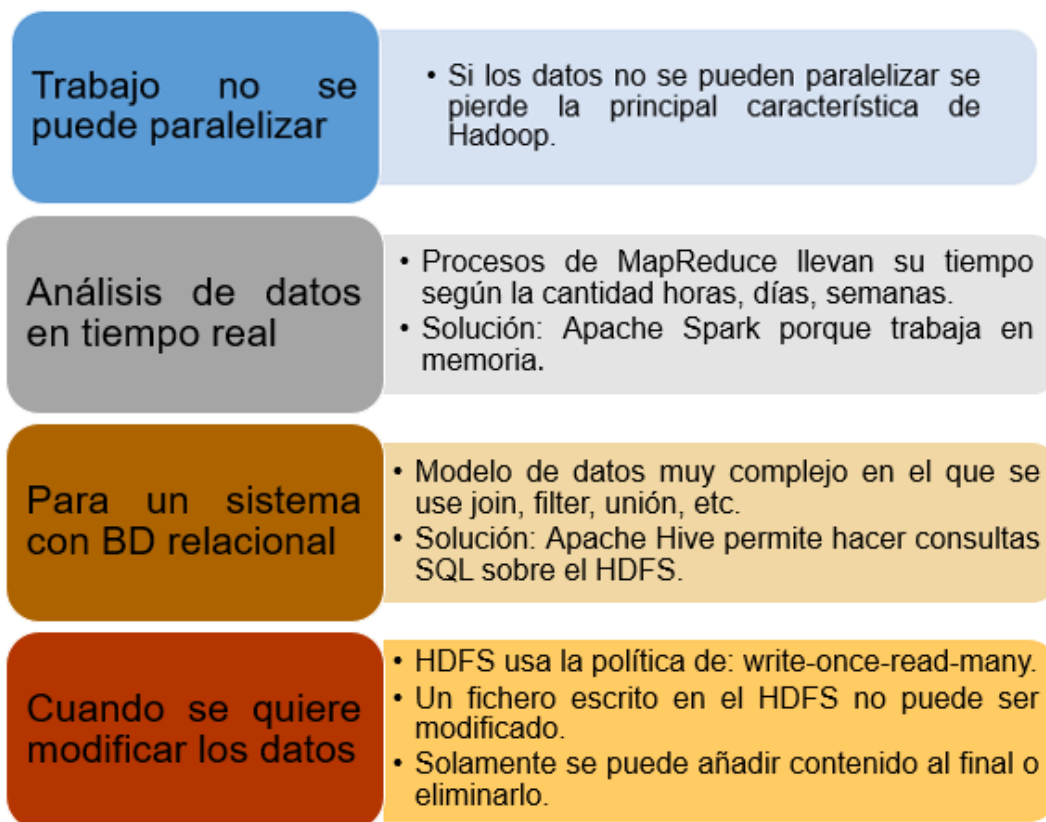 Trabajo no se
puede paralelizar
• Si los datos no se pueden paralelizar se
pierde la principal característica de
Hadoop.
Análisis de datos
en tiempo real
• Procesos de MapReduce llevan su tiempo
según la cantidad horas, días, semanas.
• Solución: Apache Spark porque trabaja en
memoria.
Para un sistema
con BD relacional
• Modelo de datos muy complejo en el que se
use join, filter, unión, etc.
• Solución: Apache Hive permite hacer consultas
SQL sobre el HDFS.
Cuando se quiere
modificar los datos
• HDFS usa la política de: write-once-read-many.
• Un fichero escrito en el HDFS no puede ser
modificado.
• Solamente se puede añadir contenido al final o
eliminarlo.